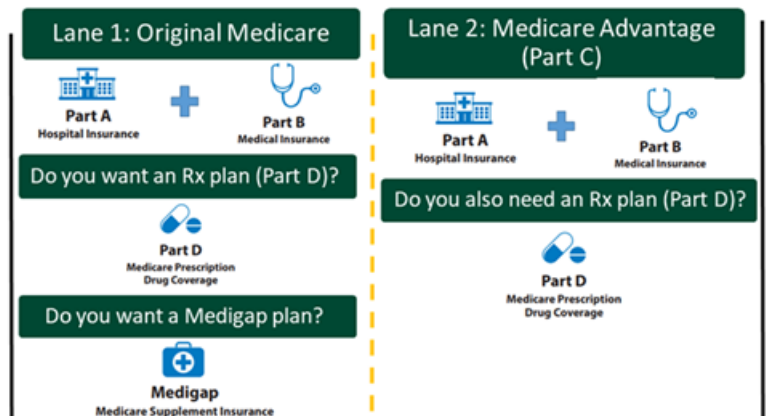 Lane 1: Original Medicare
Part A
Hospital Insurance
Part B
Medical Insurance
Do you want an Rx plan (Part D)?
Part D
Medicare Prescription
Drug Coverage
Do you want a Medigap plan?
Medigap
Medicare Supplement Insurance
Lane 2: Medicare Advantage
(Part C)
Part A
Hospital Insurance
Part B
Medical Insurance
Do you also need an Rx plan (Part D)?
Part D
Medicare Prescription
Drug Coverage